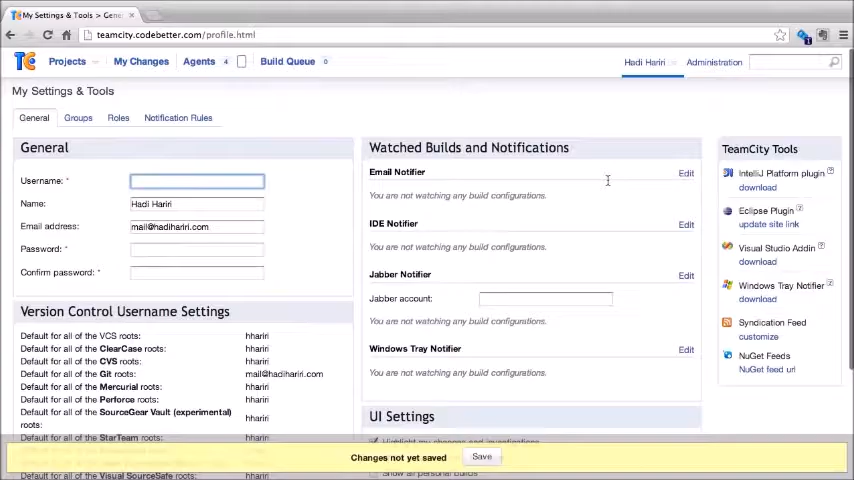 My Settings & Tools > Gene
teamcity.codebetter.com/profile.html
TC Projects My Changes Agents 4 Build Queue 0 Hadi Hariri Administration
My Settings & Tools
General Groups Roles Notification Rules
General
Username: *
Name: Hadi Hariri
Email address: mail@hadihariri.com
Password: *
Confirm password: *
Version Control Username Settings
Default for all of the VCS roots: hhariri
Default for all of the ClearCase roots: hhariri
Default for all of the CVS roots: hhariri
Default for all of the Git roots: mail@hadihariri.com
Default for all of the Mercurial roots: hhariri
Default for all of the Perforce roots: hhariri
Default for all of the SourceGear Vault (experimental) roots: hhariri
Default for all of the StarTeam roots: hhariri
Default for all of the Visual SourceSafe roots: hhariri
Watched Builds and Notifications
Email Notifier Edit
You are not watching any build configurations.
IDE Notifier Edit
You are not watching any build configurations.
Jabber Notifier Edit
Jabber account:
You are not watching any build configurations.
Windows Tray Notifier Edit
You are not watching any build configurations.
UI Settings
Highlight my changes and investigations
Show all personal builds
TeamCity Tools
IntelliJ Platform plugin ?
download
Eclipse Plugin ?
update site link
Visual Studio Addin ?
download
Windows Tray Notifier ?
download
Syndication Feed
customize
NuGet Feeds
NuGet feed url
Changes not yet saved Save